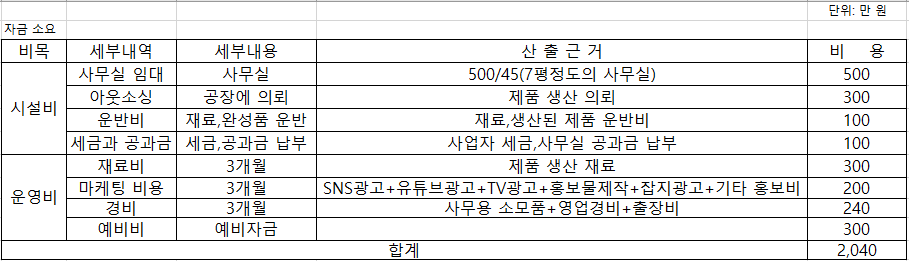 단위: 만 원
자금 소요
비목 세부내역 세부내용 산 출 근 거 비 용
시설비 사무실 임대 사무실 500/45(7평정도의 사무실) 500
아웃소싱 공장에 의뢰 제품 생산 의뢰 300
운반비 재료,완성품 운반 재료,생산된 제품 운반비 100
세금과 공과금 세금,공과금 납부 사업자 세금,사무실 공과금 납부 100
운영비 재료비 3개월 제품 생산 재료 300
마케팅 비용 3개월 SNS광고+유튜브광고+TV광고+홍보물제작+잡지광고+기타 홍보비 200
경비 3개월 사무용 소모품+영업경비+출장비 240
예비비 예비자금 300
합계 2,040